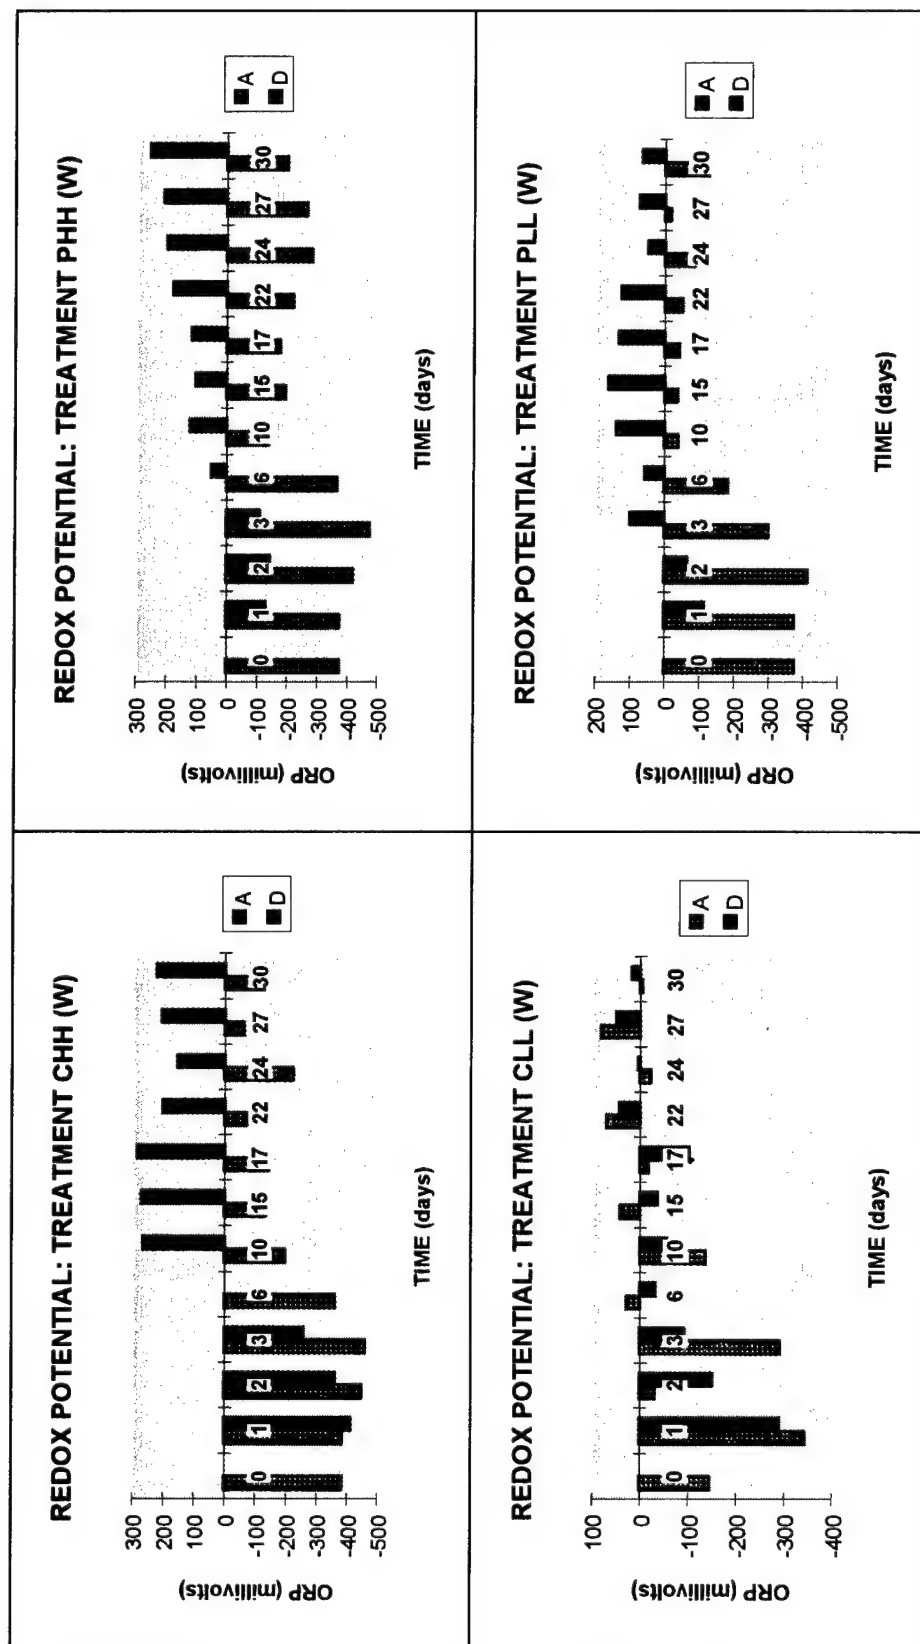 REDOX POTENTIAL: TREATMENT CHH (W)
300
200
100
0
-100
-200
-300
-400
-500
ORP (millivolts)
0 1 2 3 6 10 15 17 22 24 27 30
TIME (days)
A
D
REDOX POTENTIAL: TREATMENT PHH (W)
300
200
100
0
-100
-200
-300
-400
-500
ORP (millivolts)
0 1 2 3 6 10 15 17 22 24 27 30
TIME (days)
A
D
REDOX POTENTIAL: TREATMENT CLL (W)
100
0
-100
-200
-300
-400
ORP (millivolts)
0 1 2 3 6 10 15 17 22 24 27 30
TIME (days)
A
D
REDOX POTENTIAL: TREATMENT PLL (W)
200
100
0
-100
-200
-300
-400
-500
ORP (millivolts)
0 1 2 3 6 10 15 17 22 24 27 30
TIME (days)
A
D